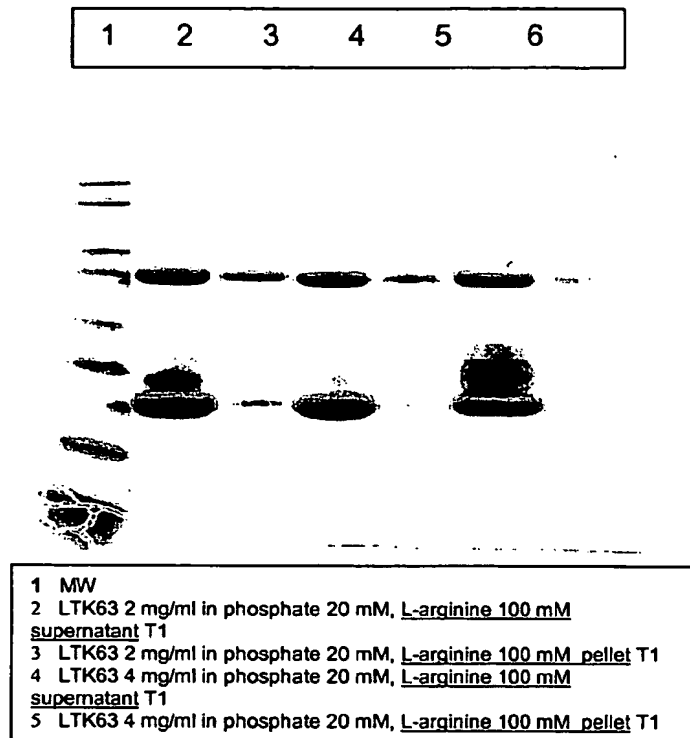 1 2 3 4 5 6
1 MW
2 LTK63 2 mg/ml in phosphate 20 mM, L-arginine 100 mM
supernatant T1
3 LTK63 2 mg/ml in phosphate 20 mM, L-arginine 100 mM pellet T1
4 LTK63 4 mg/ml in phosphate 20 mM, L-arginine 100 mM
supernatant T1
5 LTK63 4 mg/ml in phosphate 20 mM, L-arginine 100 mM pellet T1